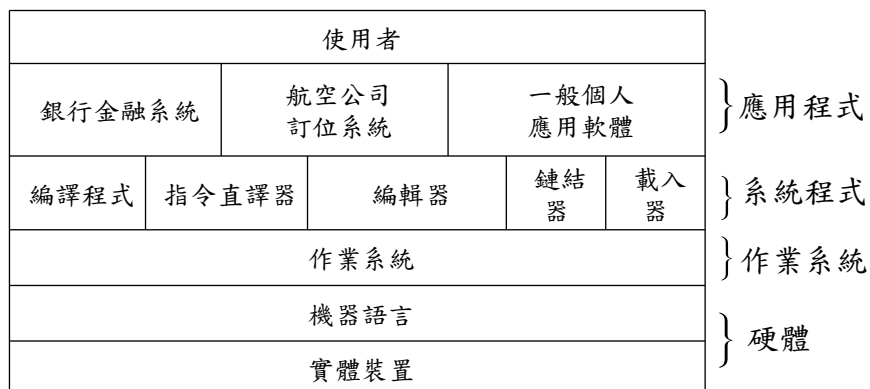 使用者
銀行金融系統
航空公司
訂位系統
一般個人
應用軟體
應用程式
編譯程式
指令直譯器
編輯器
鏈結
器
載入
器
系統程式
作業系統
作業系統
機器語言
硬體
實體裝置